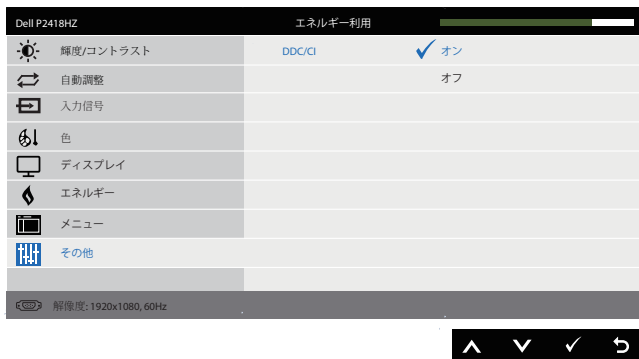 Dell P2418HZ エネルギー利用
輝度/コントラスト DDC/CI オン
自動調整 オフ
入力信号
色
ディスプレイ
エネルギー
メニュー
その他
解像度: 1920x1080, 60Hz